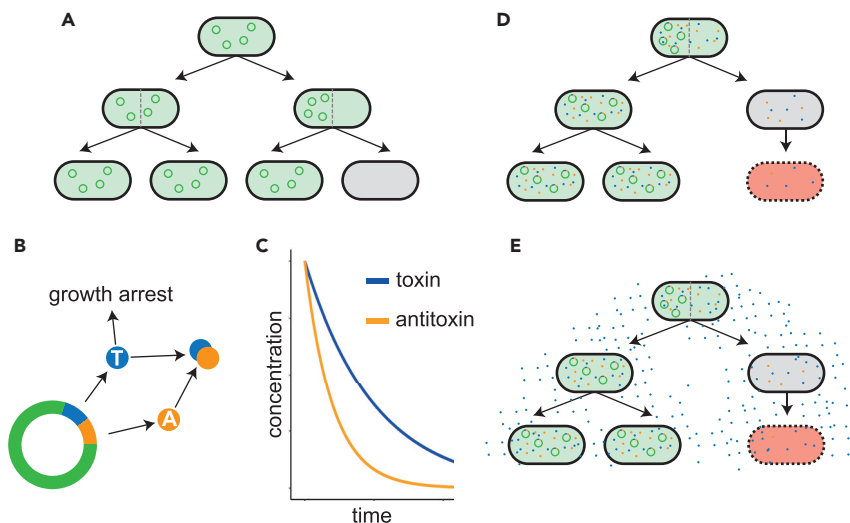 A
B
growth arrest
T
A
C
concentration
toxin
antitoxin
time
D
E